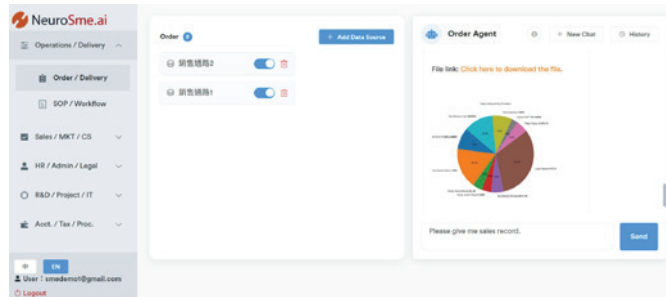 NeuroSme.ai
Operations / Delivery
Order / Delivery
SOP / Workflow
Sales / MKT / CS
HR / Admin / Legal
R&D / Project / IT
Acct. / Tax / Proc.
中
EN
User : smedemot@gmail.com
Logout
Order 2
+ Add Data Source
銷售通路2
銷售通路1
Order Agent
+ New Chat
History
File link: Click here to download the file.
Please give me sales record.
Send